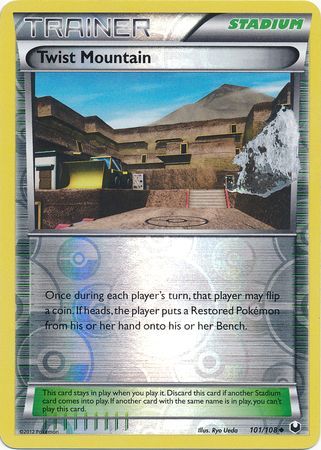 TRAINER
STADIUM
Twist Mountain
Once during each player's turn, that player may flip
a coin. If heads, the player puts a Restored Pokémon
from his or her hand onto his or her Bench.
This card stays in play when you play it. Discard this card if another Stadium
card comes into play. If another card with the same name is in play, you can't
play this card.
©2012 Pokémon
Illus. Ryo Ueda
101/108